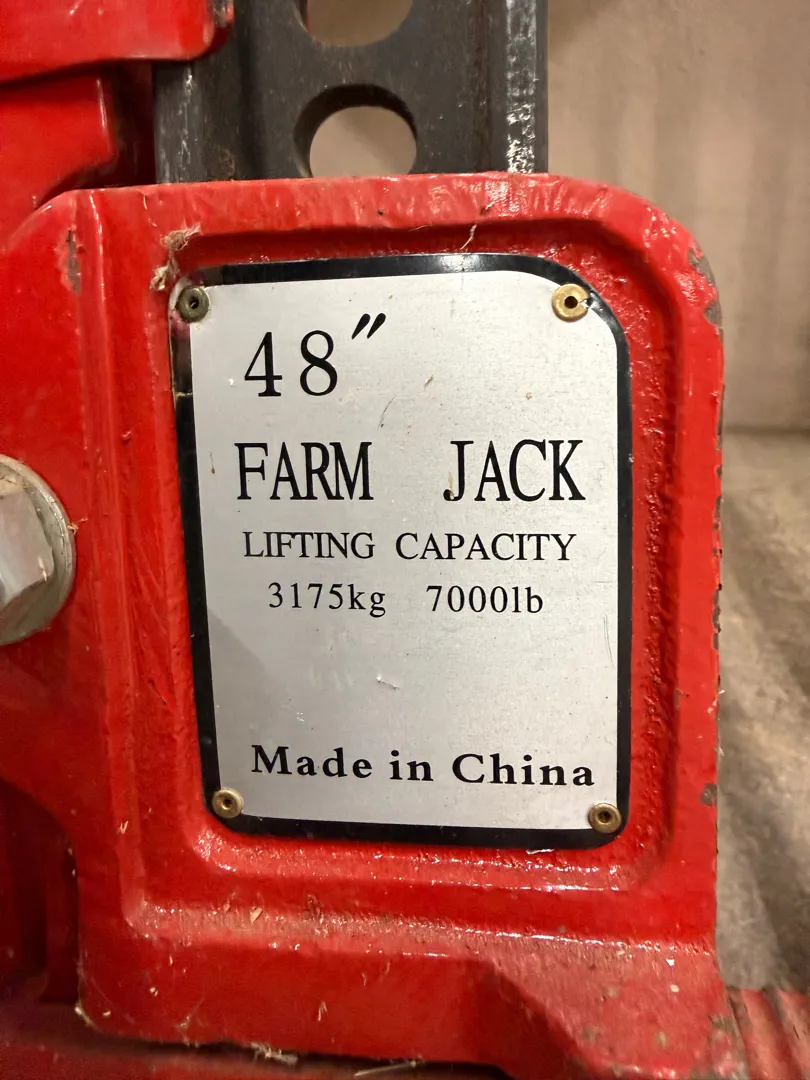 48″
FARM JACK
LIFTING CAPACITY
3175kg 7000lb
Made in China